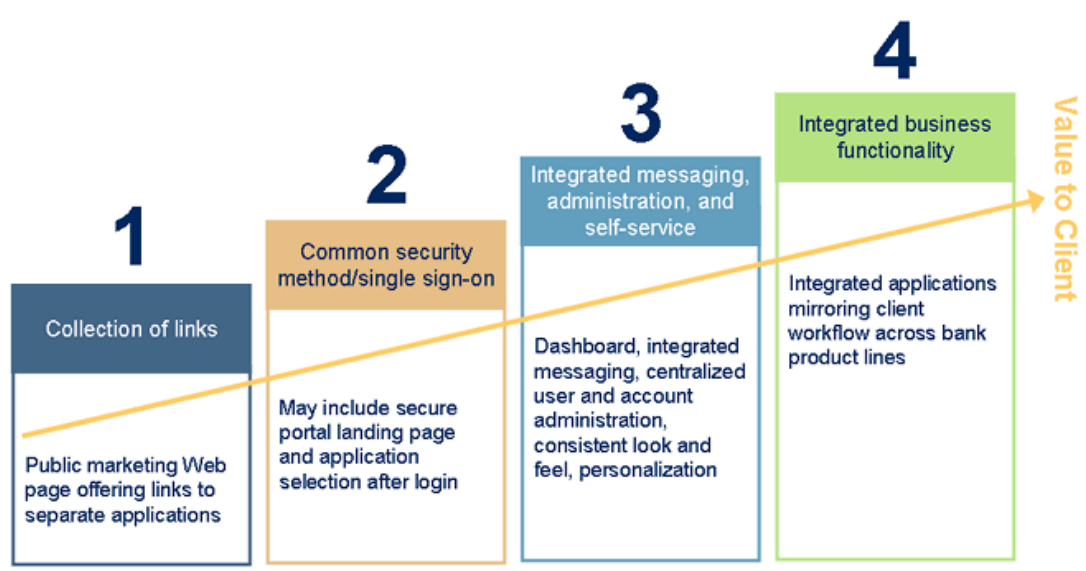 1
Collection of links
Public marketing Web
page offering links to
separate applications
2
Common security
method/single sign-on
May include secure
portal landing page
and application
selection after login
3
Integrated messaging,
administration, and
self-service
Dashboard, integrated
messaging, centralized
user and account
administration,
consistent look and
feel, personalization
4
Integrated business
functionality
Integrated applications
mirroring client
workflow across bank
product lines
Value to Client